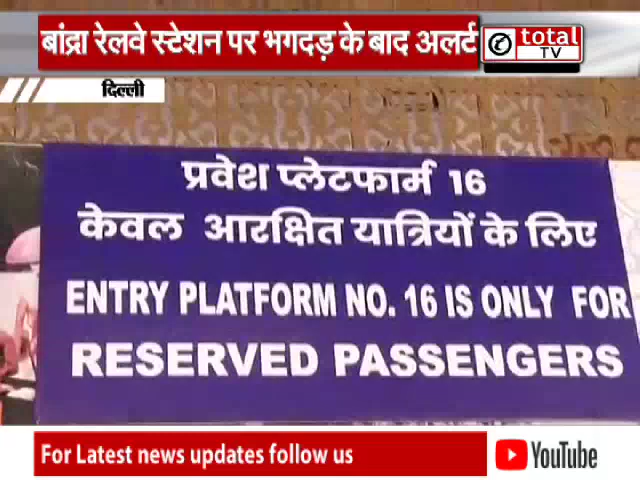 बांद्रा रेलवे स्टेशन पर भगदड़ के बाद अलर्ट
total
TV
दिल्ली
प्रवेश प्लेटफार्म 16
केवल आरक्षित यात्रियों के लिए
ENTRY PLATFORM NO. 16 IS ONLY FOR
RESERVED PASSENGERS
For Latest news updates follow us
YouTube